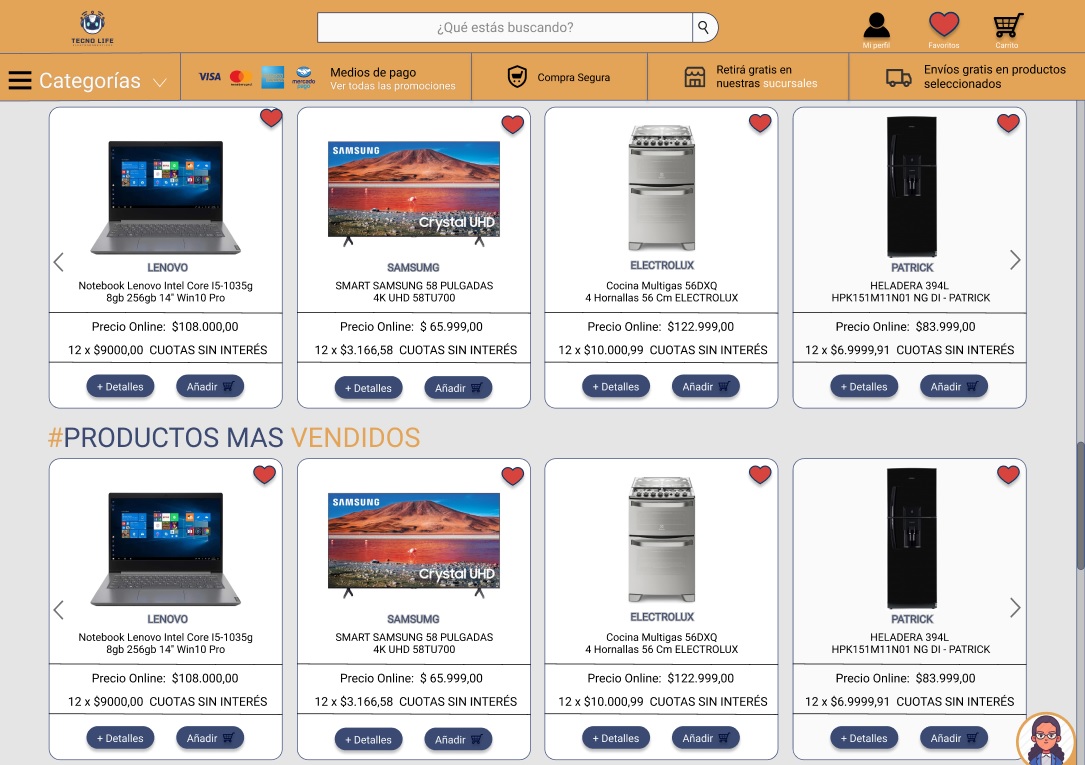 TECNO LIFE
¿Qué estás buscando?
Mi perfil
Favoritos
Carrito
Categorías
VISA
mercado
pago
Medios de pago
Ver todas las promociones
Compra Segura
Retirá gratis en
nuestras sucursales
Envíos gratis en productos
seleccionados
SAMSUNG
Crystal UHD
LENOVO
SAMSUMG
ELECTROLUX
PATRICK
Notebook Lenovo Intel Core I5-1035g
8gb 256gb 14" Win10 Pro
SMART SAMSUNG 58 PULGADAS
4K UHD 58TU700
Cocina Multigas 56DXQ
4 Hornallas 56 Cm ELECTROLUX
HELADERA 394L
HPK151M11N01 NG DI - PATRICK
Precio Online: $108.000,00
Precio Online: $ 65.999,00
Precio Online: $122.999,00
Precio Online: $83.999,00
12 x $9000,00 CUOTAS SIN INTERÉS
12 x $3.166,58 CUOTAS SIN INTERÉS
12 x $10.000,99 CUOTAS SIN INTERÉS
12 x $6.9999,91 CUOTAS SIN INTERÉS
+ Detalles
Añadir
+ Detalles
Añadir
+ Detalles
Añadir
+ Detalles
Añadir
#PRODUCTOS MAS VENDIDOS
SAMSUNG
Crystal UHD
LENOVO
SAMSUMG
ELECTROLUX
PATRICK
Notebook Lenovo Intel Core I5-1035g
8gb 256gb 14" Win10 Pro
SMART SAMSUNG 58 PULGADAS
4K UHD 58TU700
Cocina Multigas 56DXQ
4 Hornallas 56 Cm ELECTROLUX
HELADERA 394L
HPK151M11N01 NG DI - PATRICK
Precio Online: $108.000,00
Precio Online: $ 65.999,00
Precio Online: $122.999,00
Precio Online: $83.999,00
12 x $9000,00 CUOTAS SIN INTERÉS
12 x $3.166,58 CUOTAS SIN INTERÉS
12 x $10.000,99 CUOTAS SIN INTERÉS
12 x $6.9999,91 CUOTAS SIN INTERÉS
+ Detalles
Añadir
+ Detalles
Añadir
+ Detalles
Añadir
+ Detalles
Añadir